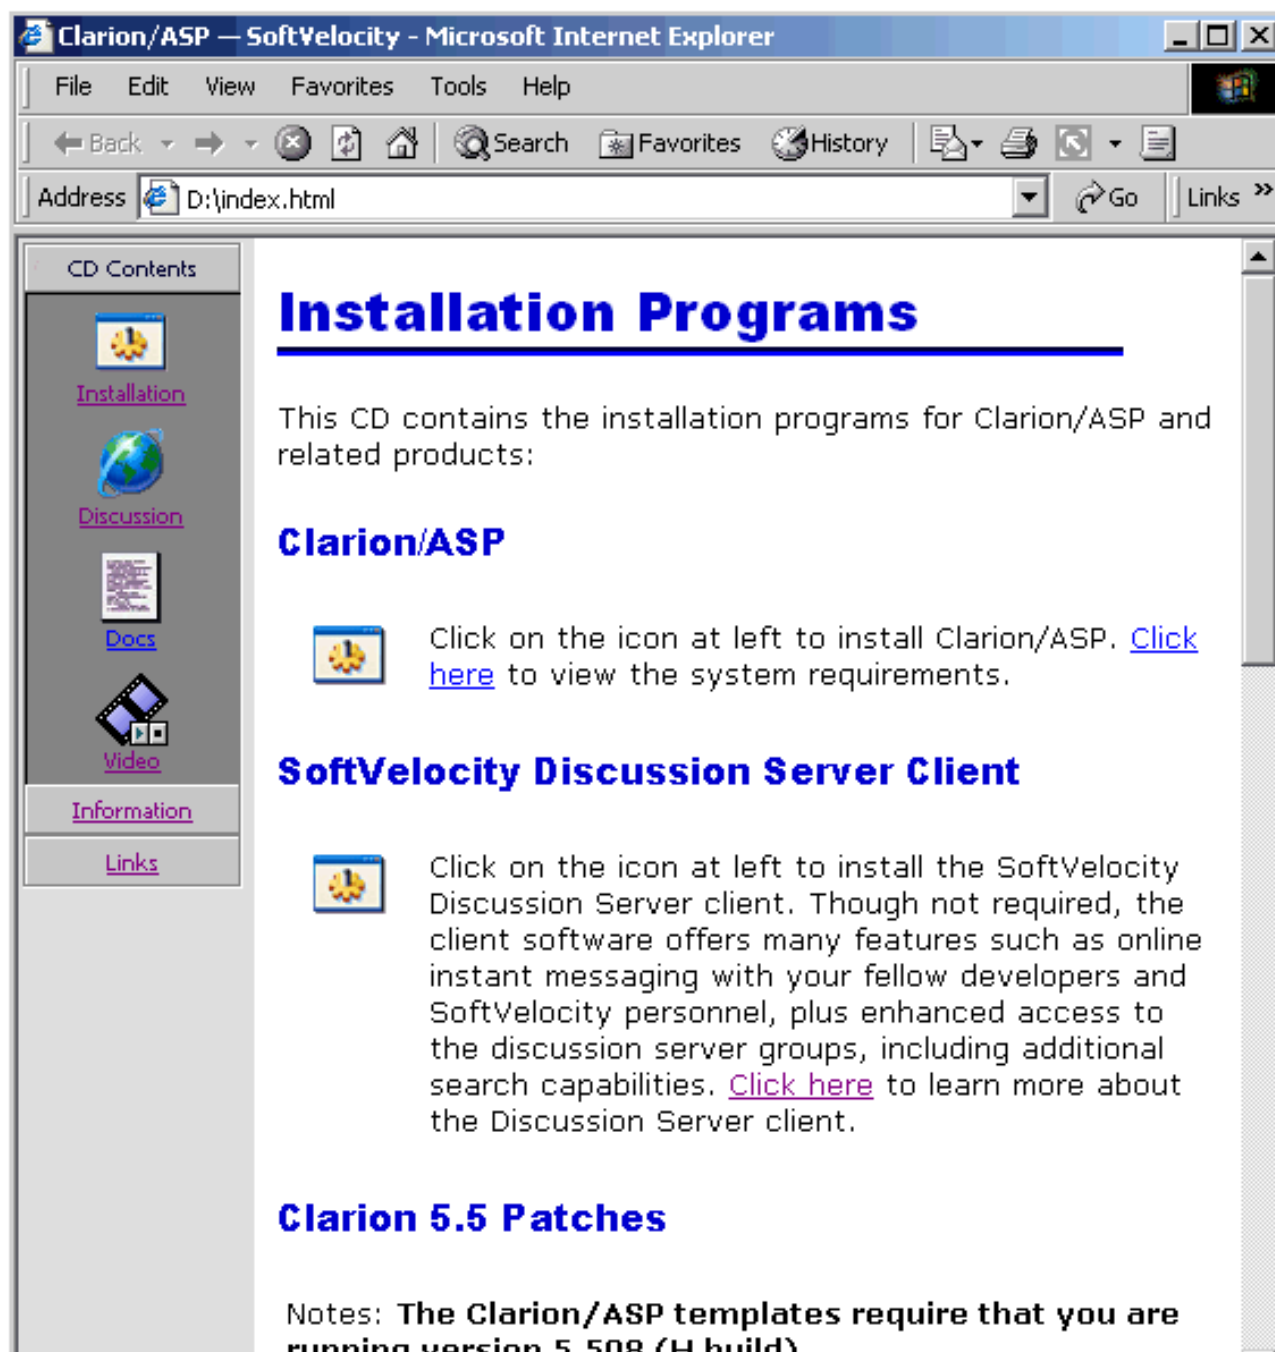 Clarion/ASP — SoftVelocity - Microsoft Internet Explorer
File Edit View Favorites Tools Help
Back Search Favorites History
Address D:\index.html Go Links »
CD Contents
Installation
Discussion
Docs
Video
Information
Links
Installation Programs
This CD contains the installation programs for Clarion/ASP and
related products:
Clarion/ASP
Click on the icon at left to install Clarion/ASP. Click
here to view the system requirements.
SoftVelocity Discussion Server Client
Click on the icon at left to install the SoftVelocity
Discussion Server client. Though not required, the
client software offers many features such as online
instant messaging with your fellow developers and
SoftVelocity personnel, plus enhanced access to
the discussion server groups, including additional
search capabilities. Click here to learn more about
the Discussion Server client.
Clarion 5.5 Patches
Notes: The Clarion/ASP templates require that you are
running version 5.508 (H build)